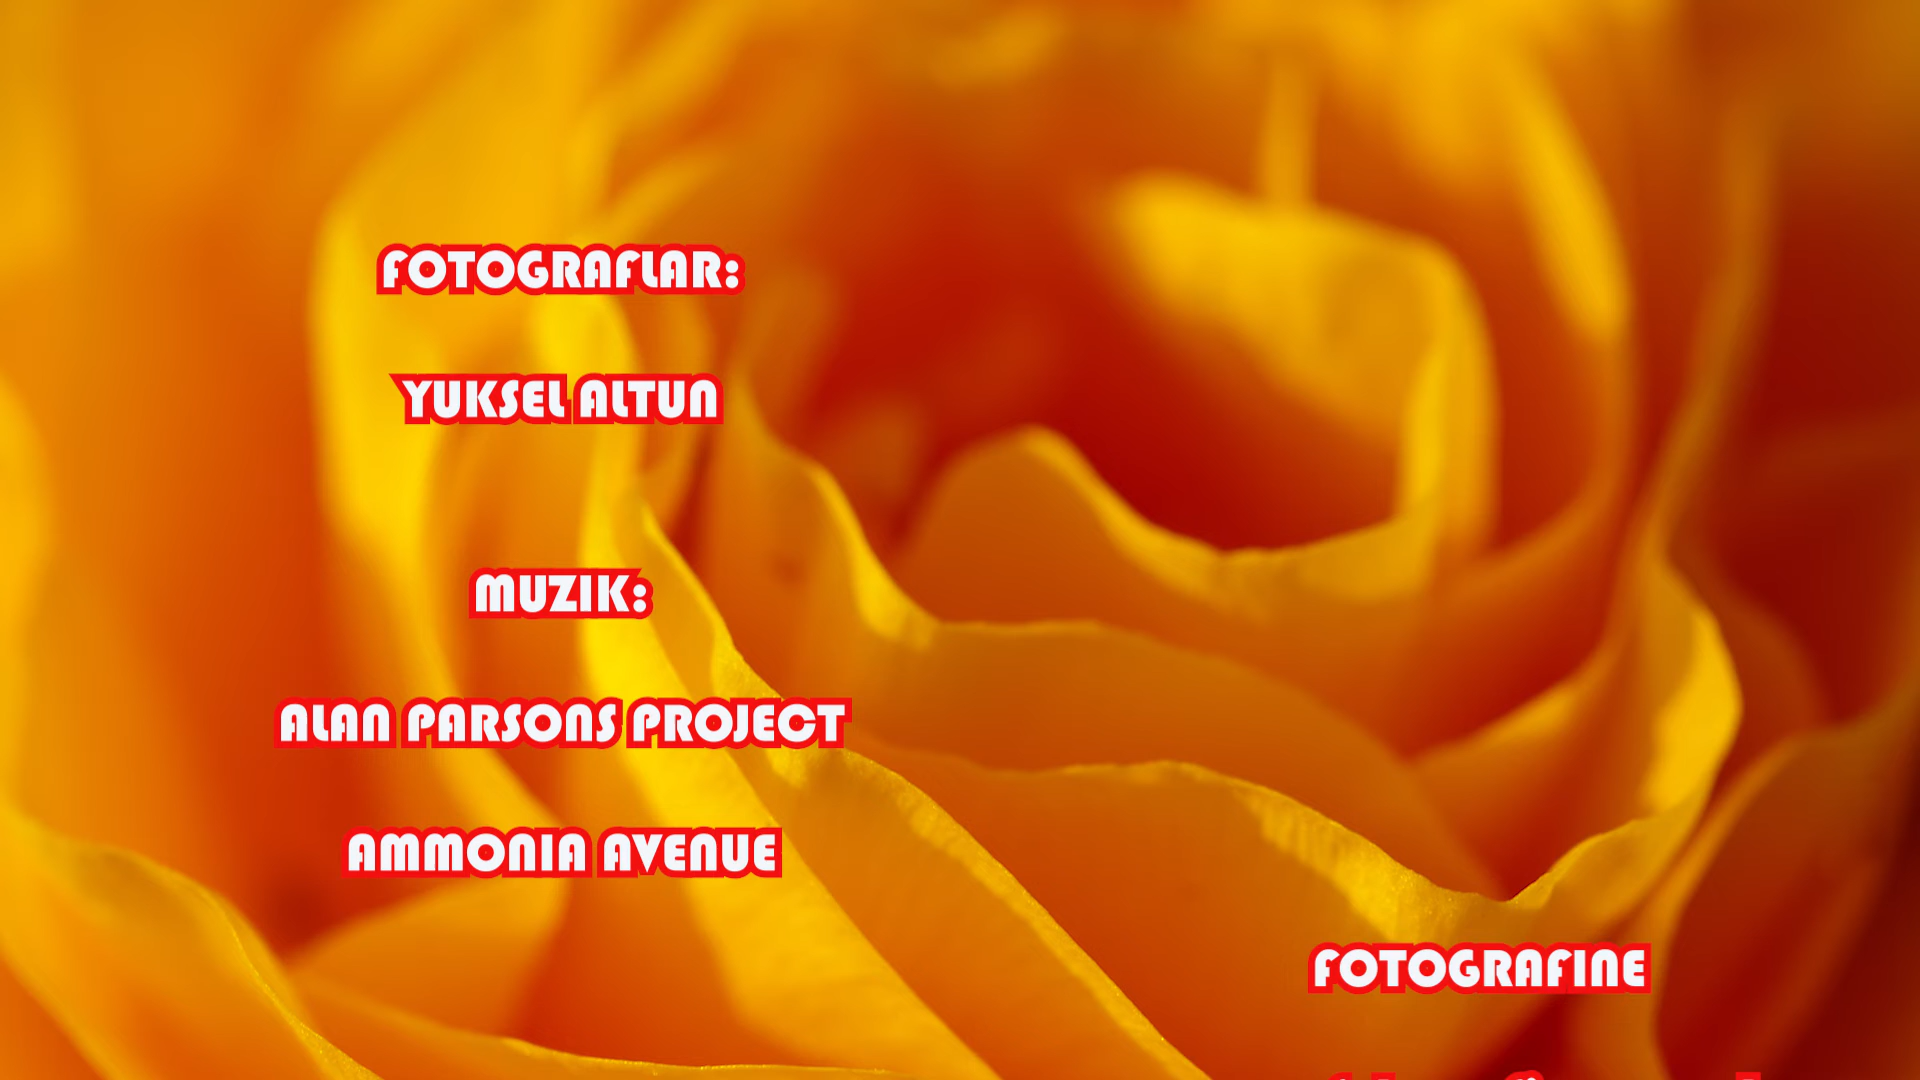 FOTOGRAFLAR:
YUKSEL ALTUN
MUZIK:
ALAN PARSONS PROJECT
AMMONIA AVENUE
FOTOGRAFINE